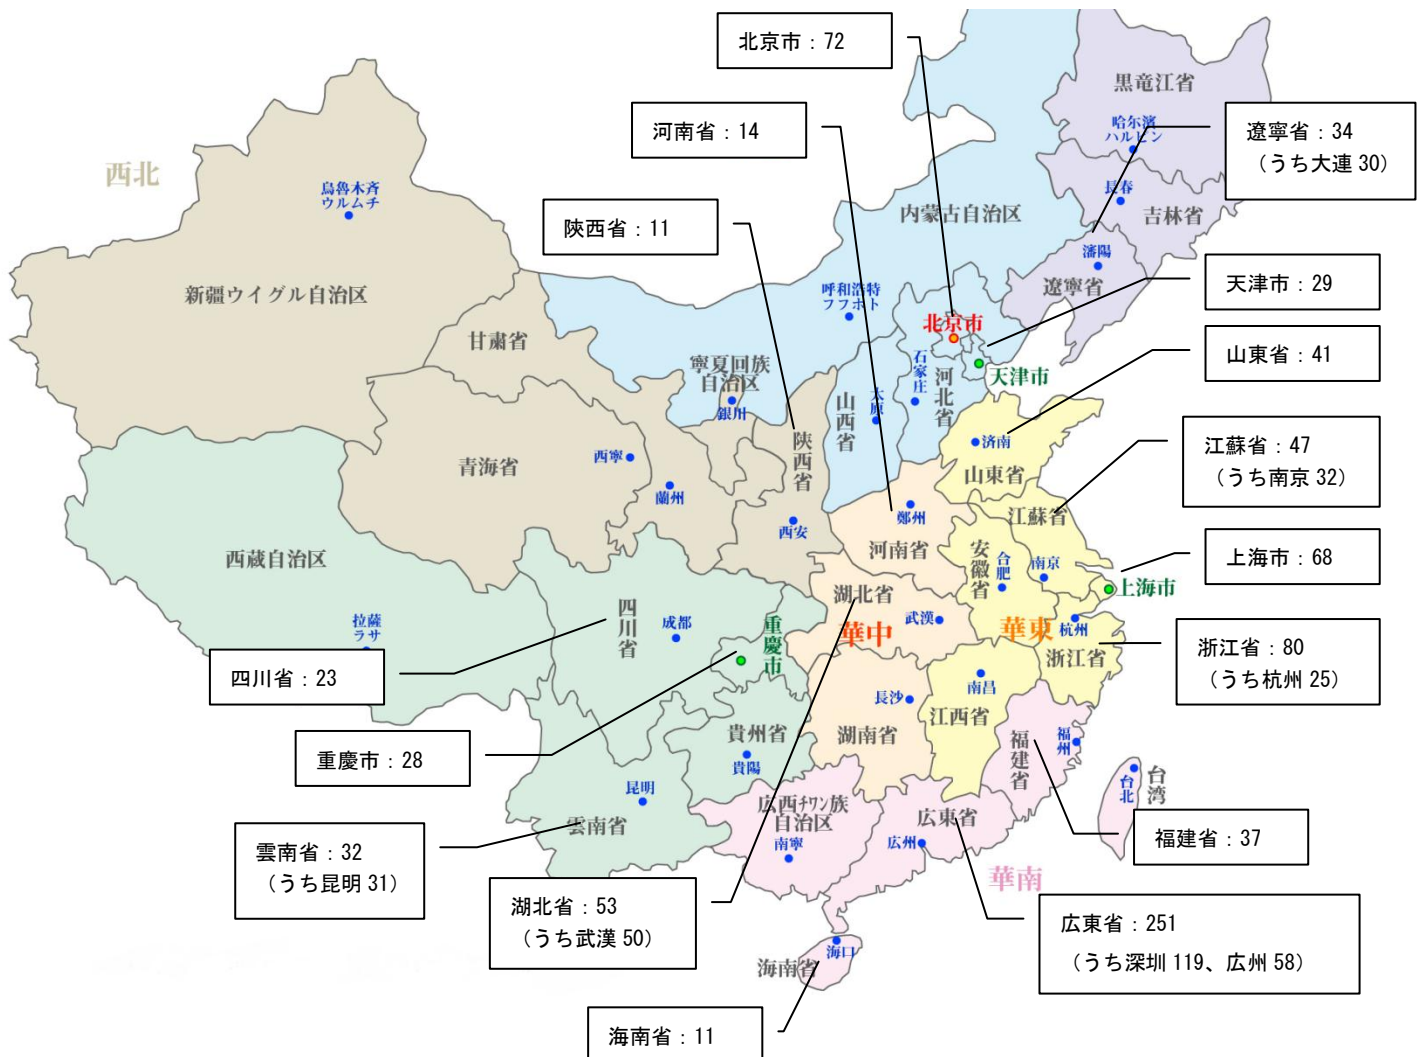 北京市：72
河南省：14
陝西省：11
遼寧省：34
（うち大連 30）
天津市：29
山東省：41
江蘇省：47
（うち南京 32）
上海市：68
浙江省：80
（うち杭州 25）
福建省：37
広東省：251
（うち深圳 119、広州 58）
海南省：11
湖北省：53
（うち武漢 50）
雲南省：32
（うち昆明 31）
重慶市：28
四川省：23
西北
烏魯木斉
ウルムチ
新疆ウイグル自治区
甘粛省
青海省
西寧
蘭州
西蔵自治区
拉薩
ラサ
黒竜江省
哈尔濱
ハルビン
長春
吉林省
瀋陽
遼寧省
内蒙古自治区
呼和浩特
フフホト
寧夏回族
自治区
銀川
北京市
天津市
石家庄
河北省
太原
山西省
陝西省
西安
済南
山東省
鄭州
河南省
江蘇省
南京
安徽省
合肥
上海市
華東
杭州
浙江省
湖北省
武漢
華中
四川省
成都
重慶市
長沙
湖南省
南昌
江西省
福建省
福州
台北
台湾
貴州省
貴陽
昆明
雲南省
広西チワン族
自治区
南寧
広東省
広州
華南
海口
海南省